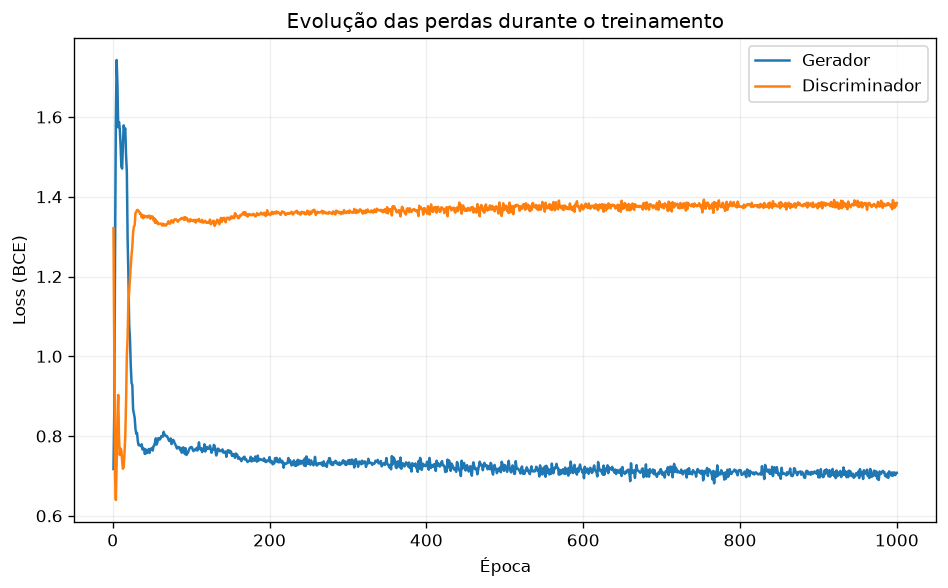 Evolução das perdas durante o treinamento
Gerador
Discriminador
Loss (BCE)
1.6
1.4
1.2
1.0
0.8
0.6
0
200
400
600
800
1000
Época